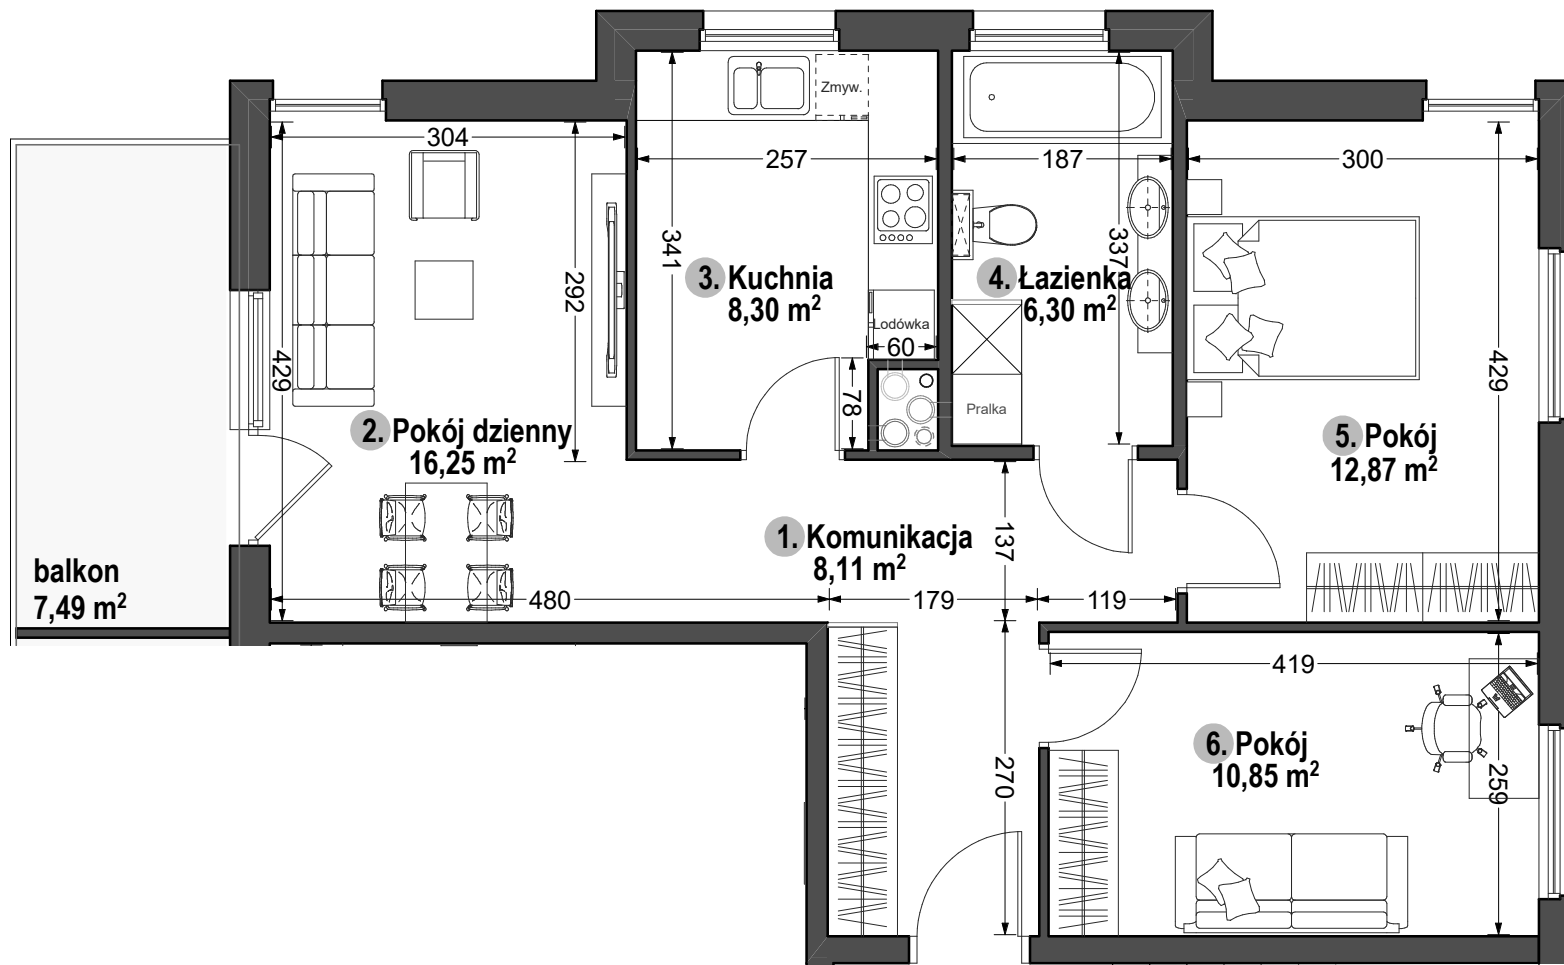 304
257
187
300
Zmyw.
341
292
337
429
429
3. Kuchnia
8,30 m²
4. Łazienka
6,30 m²
Lodówka
60
78
Pralka
2. Pokój dzienny
16,25 m²
5. Pokój
12,87 m²
1. Komunikacja
8,11 m²
137
balkon
7,49 m²
480
179
119
419
6. Pokój
10,85 m²
270
259